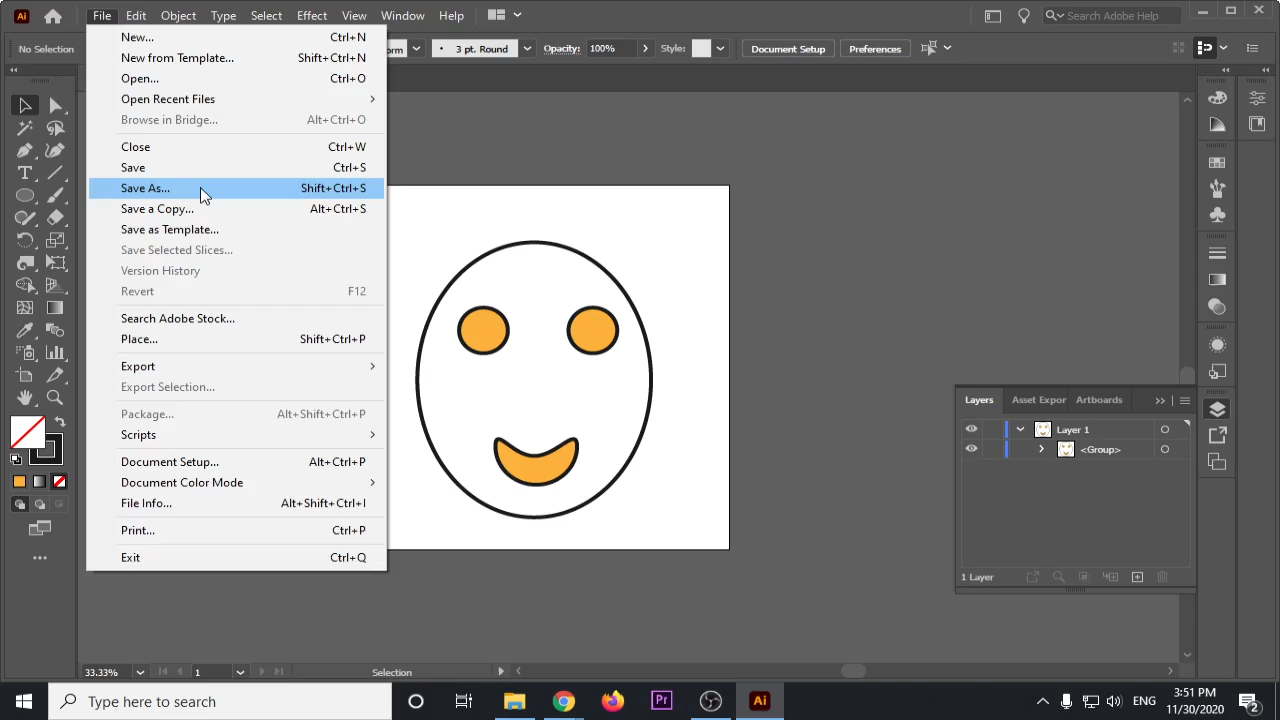 Ai File Edit Object Type Select Effect View Window Help Search Adobe Help
No Selection 3 pt. Round Opacity: 100% Style: Document Setup Preferences
New... Ctrl+N
New from Template... Shift+Ctrl+N
Open... Ctrl+O
Open Recent Files
Browse in Bridge... Alt+Ctrl+O
Close Ctrl+W
Save Ctrl+S
Save As... Shift+Ctrl+S
Save a Copy... Alt+Ctrl+S
Save as Template...
Save Selected Slices...
Version History
Revert F12
Search Adobe Stock...
Place... Shift+Ctrl+P
Export
Export Selection...
Package... Alt+Shift+Ctrl+P
Scripts
Document Setup... Alt+Ctrl+P
Document Color Mode
File Info... Alt+Shift+Ctrl+I
Print... Ctrl+P
Exit Ctrl+Q
Layers Asset Expor Artboards
Layer 1
<Group>
1 Layer
33.33% 1 Selection
Type here to search Pr Ai ENG 3:51 PM
11/30/2020 2